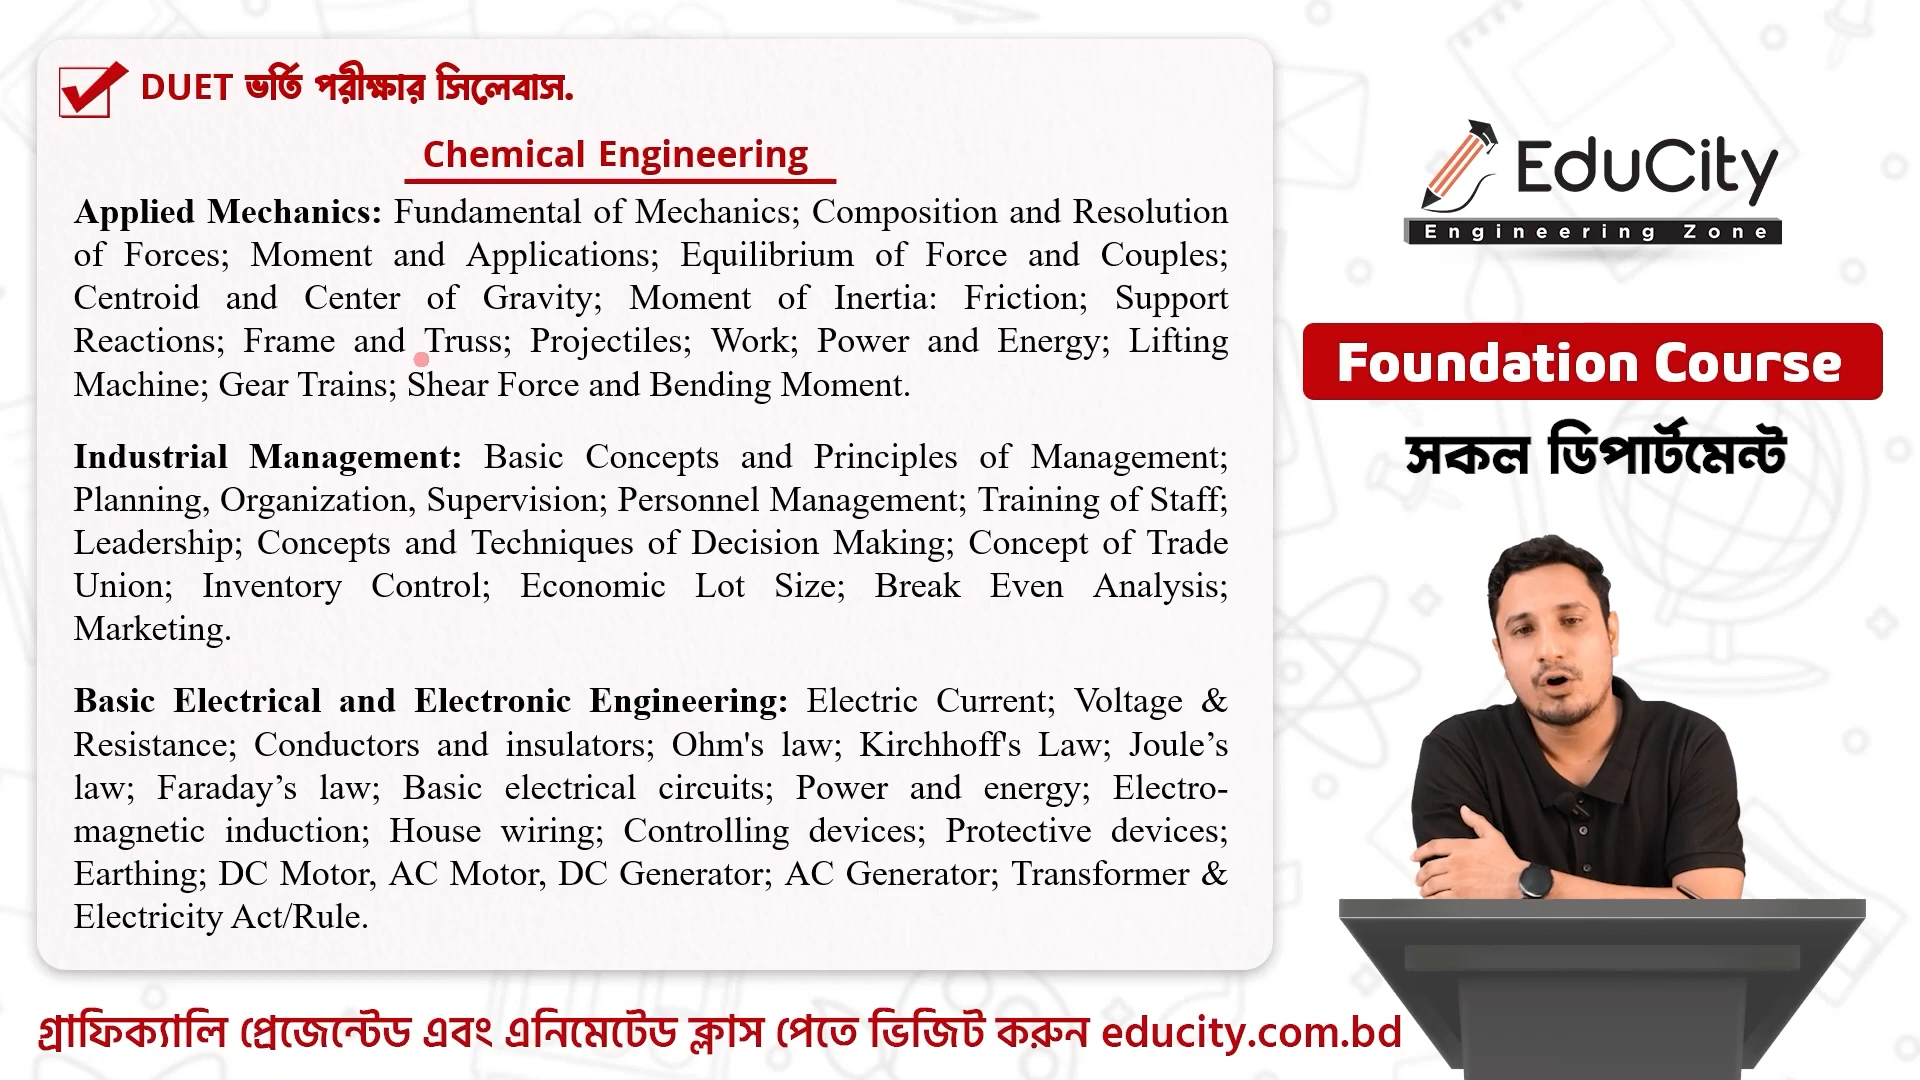 DUET ভর্তি পরীক্ষার সিলেবাস.
Chemical Engineering
Applied Mechanics: Fundamental of Mechanics; Composition and Resolution
of Forces; Moment and Applications; Equilibrium of Force and Couples;
Centroid and Center of Gravity; Moment of Inertia: Friction; Support
Reactions; Frame and Truss; Projectiles; Work; Power and Energy; Lifting
Machine; Gear Trains; Shear Force and Bending Moment.
Industrial Management: Basic Concepts and Principles of Management;
Planning, Organization, Supervision; Personnel Management; Training of Staff;
Leadership; Concepts and Techniques of Decision Making; Concept of Trade
Union; Inventory Control; Economic Lot Size; Break Even Analysis;
Marketing.
Basic Electrical and Electronic Engineering: Electric Current; Voltage &
Resistance; Conductors and insulators; Ohm's law; Kirchhoff's Law; Joule’s
law; Faraday’s law; Basic electrical circuits; Power and energy; Electro-
magnetic induction; House wiring; Controlling devices; Protective devices;
Earthing; DC Motor, AC Motor, DC Generator; AC Generator; Transformer &
Electricity Act/Rule.
EduCity
Engineering Zone
Foundation Course
সকল ডিপার্টমেন্ট
গ্রাফিক্যালি প্রেজেন্টেড এবং এনিমেটেড ক্লাস পেতে ভিজিট করুন educity.com.bd